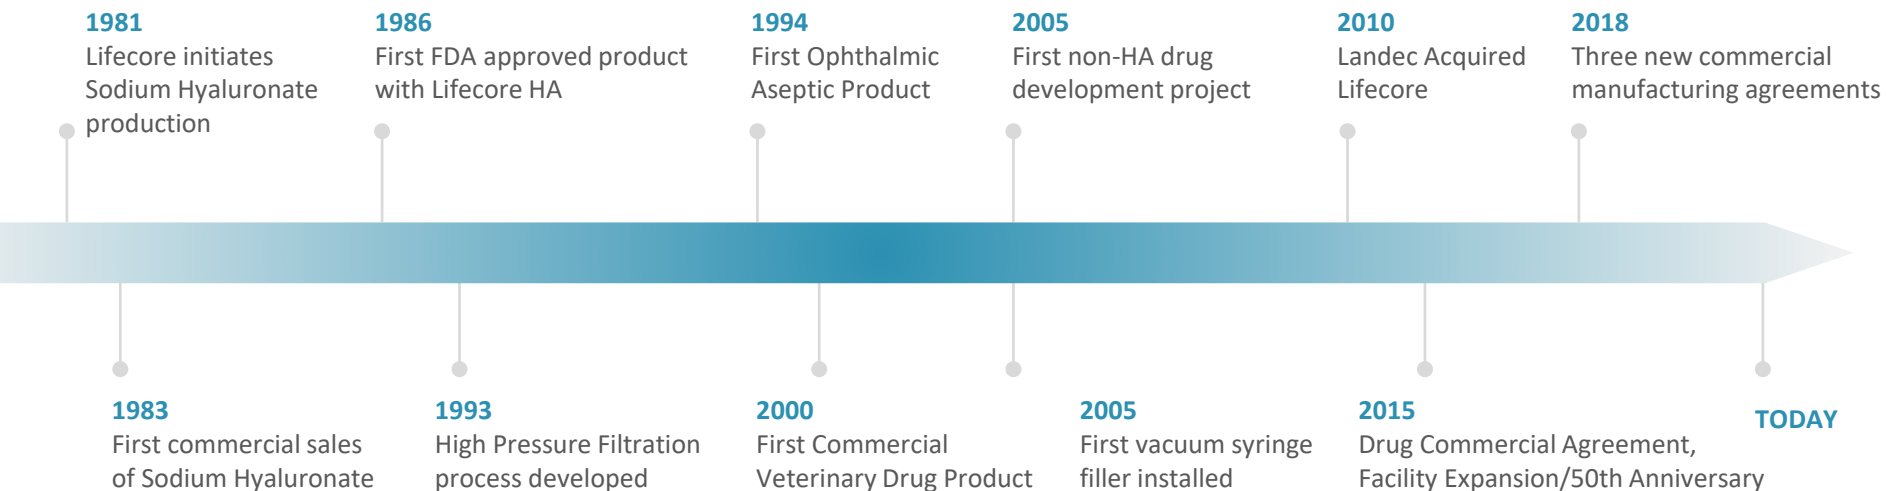 1981
Lifecore initiates
Sodium Hyaluronate
production
1986
First FDA approved product
with Lifecore HA
1994
First Ophthalmic
Aseptic Product
2005
First non-HA drug
development project
2010
Landec Acquired
Lifecore
2018
Three new commercial
manufacturing agreements
1983
First commercial sales
of Sodium Hyaluronate
1993
High Pressure Filtration
process developed
2000
First Commercial
Veterinary Drug Product
2005
First vacuum syringe
filler installed
2015
Drug Commercial Agreement,
Facility Expansion/50th Anniversary
TODAY